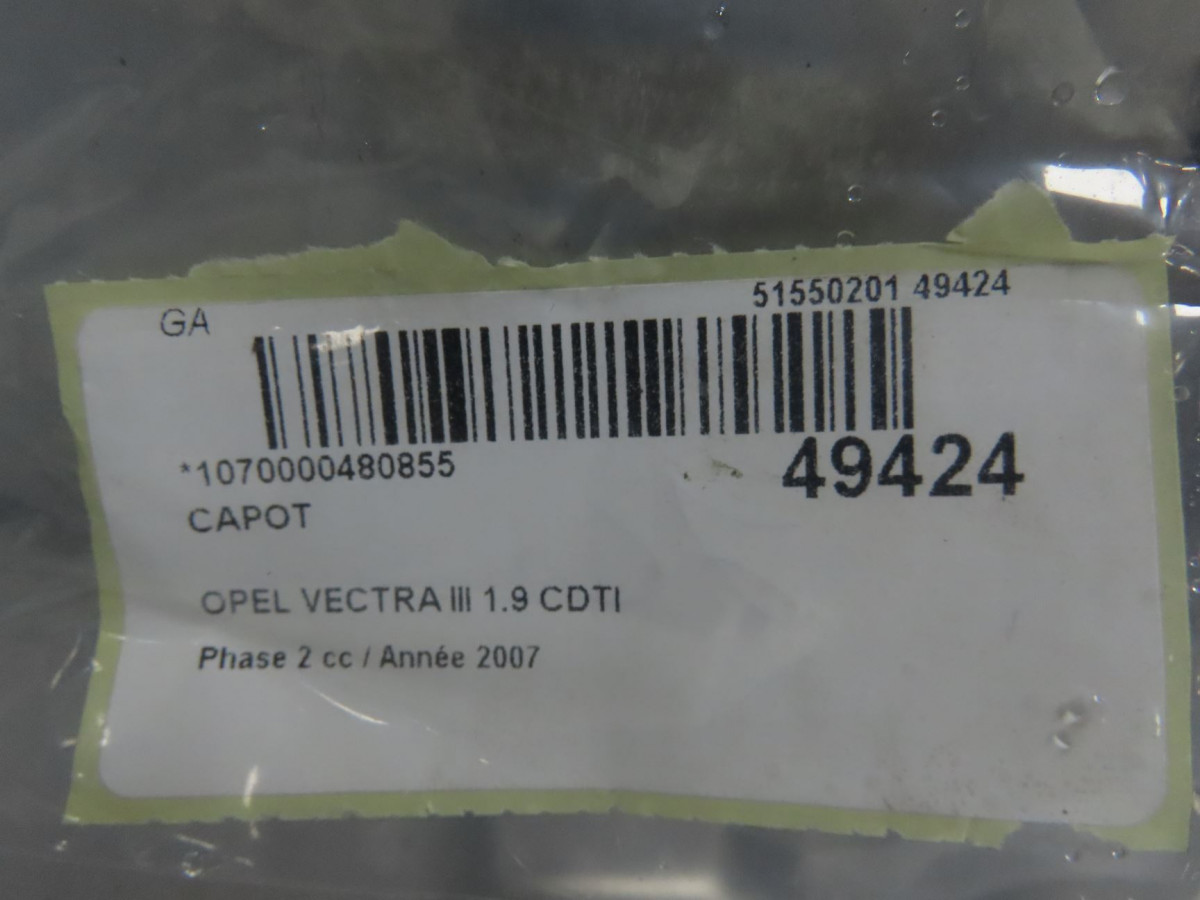 51550201 49424
GA
*1070000480855
49424
CAPOT
OPEL VECTRA III 1.9 CDTI
Phase 2 cc / Année 2007